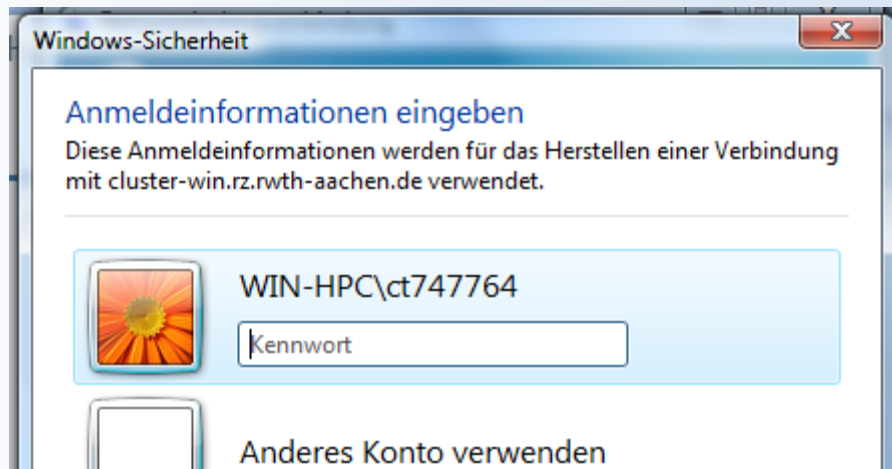 Windows-Sicherheit
Anmeldeinformationen eingeben
Diese Anmeldeinformationen werden für das Herstellen einer Verbindung
mit cluster-win.rz.rwth-aachen.de verwendet.
WIN-HPC\ct747764
Kennwort
Anderes Konto verwenden